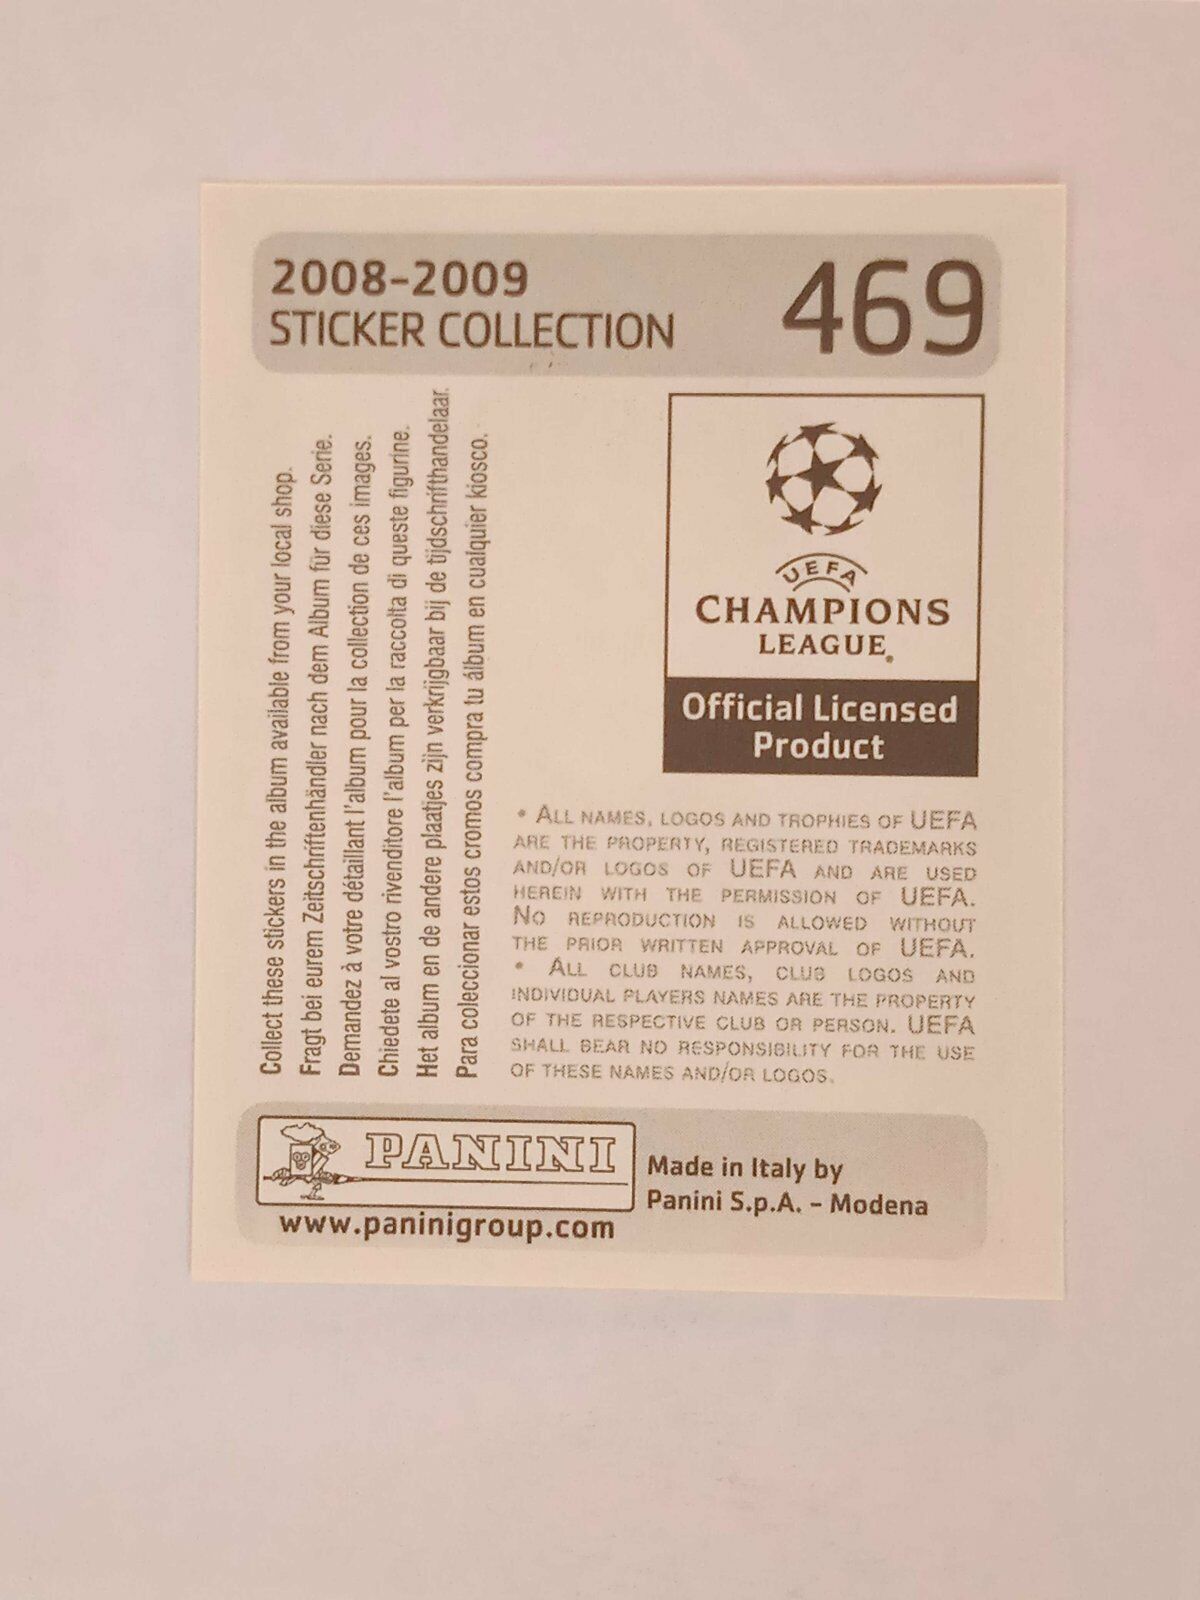 2008-2009
STICKER COLLECTION
469
Collect these stickers in the album available from your local shop.
Fragt bei eurem Zeitschriftenhändler nach dem Album für diese Serie.
Demandez à votre détaillant l'album pour la collection de ces images.
Chiedete al vostro rivenditore l'album per la raccolta di queste figurine.
Het album en de andere plaatjes zijn verkrijgbaar bij de tijdschrifthandelaar.
Para coleccionar estos cromos compra tu álbum en cualquier kiosco.
UEFA
CHAMPIONS
LEAGUE®
Official Licensed
Product
• ALL NAMES, LOGOS AND TROPHIES OF UEFA
ARE THE PROPERTY, REGISTERED TRADEMARKS
AND/OR LOGOS OF UEFA AND ARE USED
HEREIN WITH THE PERMISSION OF UEFA.
NO REPRODUCTION IS ALLOWED WITHOUT
THE PRIOR WRITTEN APPROVAL OF UEFA.
• ALL CLUB NAMES, CLUB LOGOS AND
INDIVIDUAL PLAYERS NAMES ARE THE PROPERTY
OF THE RESPECTIVE CLUB OR PERSON. UEFA
SHALL BEAR NO RESPONSIBILITY FOR THE USE
OF THESE NAMES AND/OR LOGOS.
PANINI
www.paninigroup.com
Made in Italy by
Panini S.p.A. - Modena